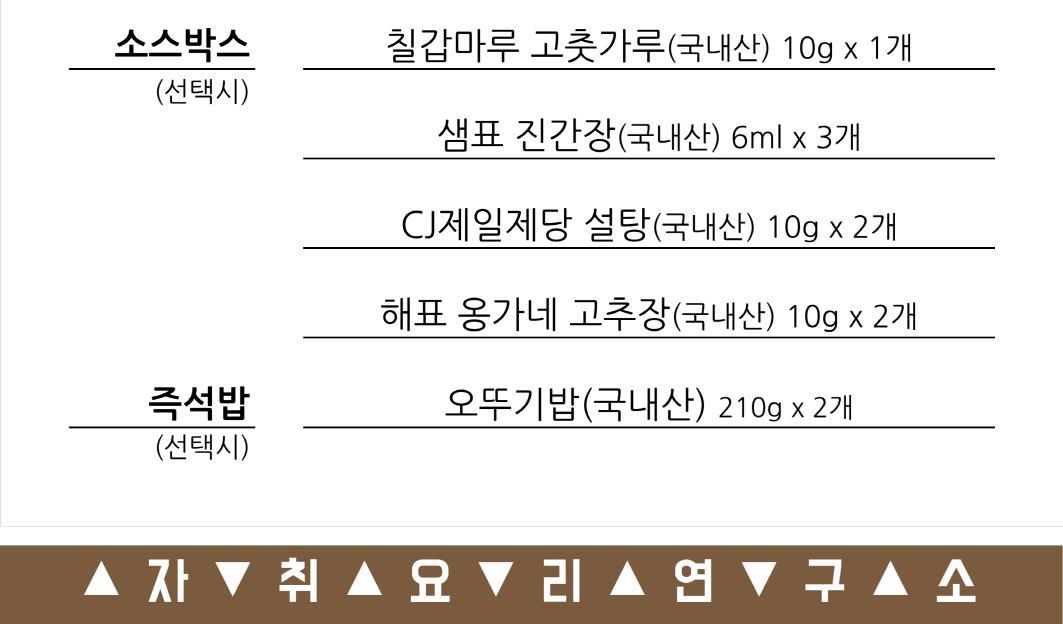 소스박스 칠갑마루 고춧가루(국내산) 10g x 1개
(선택시)
샘표 진간장(국내산) 6ml x 3개
CJ제일제당 설탕(국내산) 10g x 2개
해표 옹가네 고추장(국내산) 10g x 2개
즉석밥 오뚜기밥(국내산) 210g x 2개
(선택시)
▲ 자 ▼ 취 ▲ 요 ▼ 리 ▲ 연 ▼ 구 ▲ 소